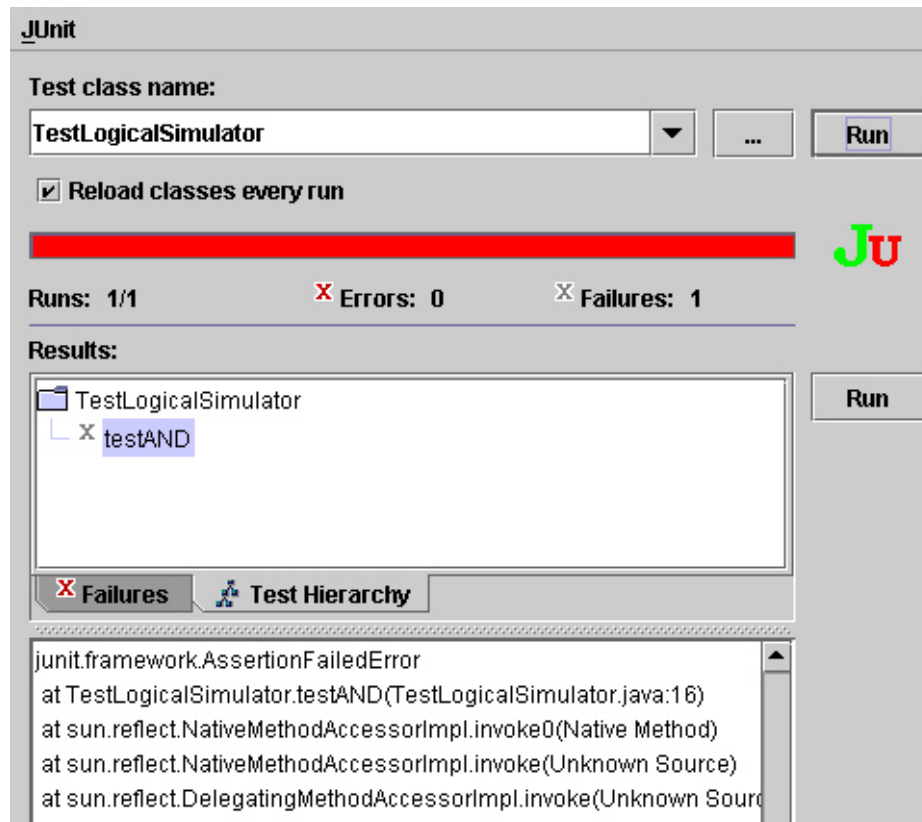 JUnit
Test class name:
TestLogicalSimulator ... Run
Reload classes every run
JU
Runs: 1/1 X Errors: 0 X Failures: 1
Results:
TestLogicalSimulator Run
X testAND
X Failures Test Hierarchy
junit.framework.AssertionFailedError
at TestLogicalSimulator.testAND(TestLogicalSimulator.java:16)
at sun.reflect.NativeMethodAccessorImpl.invoke0(Native Method)
at sun.reflect.NativeMethodAccessorImpl.invoke(Unknown Source)
at sun.reflect.DelegatingMethodAccessorImpl.invoke(Unknown Sour